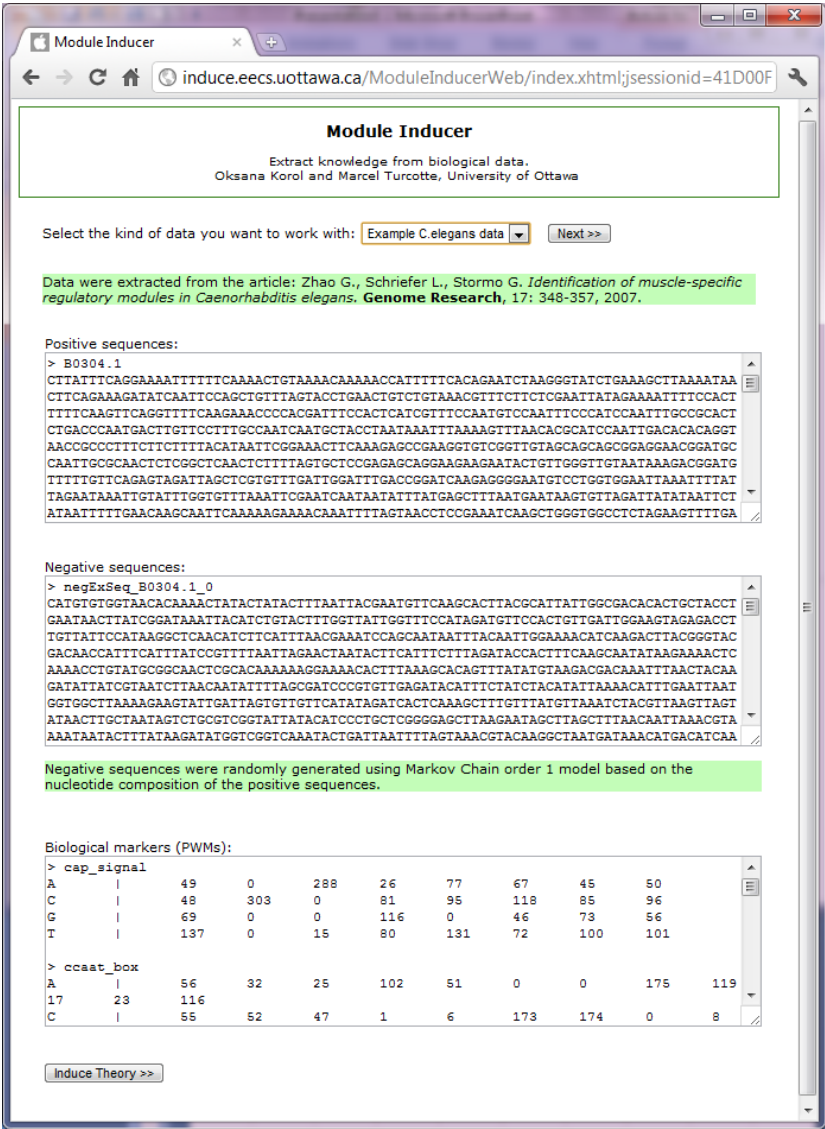 Module Inducer
induce.eecs.uottawa.ca/ModuleInducerWeb/index.xhtml;jsessionid=41D00F
Module Inducer
Extract knowledge from biological data.
Oksana Korol and Marcel Turcotte, University of Ottawa
Select the kind of data you want to work with: Example C.elegans data Next >>
Data were extracted from the article: Zhao G., Schriefer L., Stormo G. Identification of muscle-specific
regulatory modules in Caenorhabditis elegans. Genome Research, 17: 348-357, 2007.
Positive sequences:
> B0304.1
CTTATTTCAGGAAAATTTTTTCAAAACTGTAAAACAAAAACCATTTTTCACAGAATCTAAGGGTATCTGAAAGCTTAAAATAA
CTTCAGAAAGATATCAATTCCAGCTGTTTAGTACCTGAACTGTCTGTAAACGTTTCTTCTCGAATTATAGAAAATTTTCCACT
TTTTCAAGTTCAGGTTTTCAAGAAACCCCACGATTTCCACTCATCGTTTCCAATGTCCAATTTCCCATCCAATTTGCCGCACT
CTGACCCAATGACTTGTTCCTTTGCCAATCAATGCTACCTAATAAATTTAAAAGTTTAACACGCATCCAATTGACACACAGGT
AACCGCCCTTTCTTCTTTTACATAATTCGGAAACTTCAAAGAGCCGAAGGTGTCGGTTGTAGCAGCAGCGGAGGAACGGATGC
CAATTGCGCAACTCTCGGCTCAACTCTTTTAGTGCTCCGAGAGCAGGAAGAAGAATACTGTTGGGTTGTAATAAAGACGGATG
TTTTTGTTCAGAGTAGATTAGCTCGTGTTTGATTGGATTTGACCGGATCAAGAGGGGAATGTCCTGGTGGAATTAAATTTTAT
TAGAATAAATTGTATTTGGTGTTTAAATTCGAATCAATAATATTTATGAGCTTTAATGAATAAGTGTTAGATTATATAATTCT
ATAATTTTTGAACAAGCAATTCAAAAAGAAAACAAATTTTAGTAACCTCCGAAATCAAGCTGGGTGGCCTCTAGAAGTTTTGA
Negative sequences:
> negExSeq_B0304.1_0
CATGTGTGGTAACACAAAACTATACTATACTTTAATTACGAATGTTCAAGCACTTACGCATTATTGGCGACACACTGCTACCT
GAATAACTTATCGGATAAATTACATCTGTACTTTGGTTATTGGTTTCCATAGATGTTCCACTGTTGATTGGAAGTAGAGACCT
TGTTATTCCATAAGGCTCAACATCTTCATTTAACGAAATCCAGCAATAATTTACAATTGGAAAACATCAAGACTTACGGGTAC
GACAACCATTTCATTTATCCGTTTTAATTAGAACTAATACTTCATTTCTTTAGATACCACTTTCAAGCAATATAAGAAAACTC
AAAACCTGTATGCGGCAACTCGCACAAAAAAGGAAAACACTTTAAAGCACAGTTTATATGTAAGACGACAAATTTAACTACAA
GATATTATCGTAATCTTAACAATATTTTAGCGATCCCGTGTTGAGATACATTTCTATCTACATATTAAAACATTTGAATTAAT
GGTGGCTTAAAAGAAGTATTGATTAGTGTTGTTCATATAGATCACTCAAAGCTTTGTTTATGTTAAATCTACGTTAAGTTAGT
ATAACTTGCTAATAGTCTGCGTCGGTATTATACATCCCTGCTCGGGGAGCTTAAGAATAGCTTAGCTTTAACAATTAAACGTA
AAATAATACTTTATAAGATATGGTCGGTCAAATACTGATTAATTTTAGTAAACGTACAAGGCTAATGATAAACATGACATCAA
Negative sequences were randomly generated using Markov Chain order 1 model based on the
nucleotide composition of the positive sequences.
Biological markers (PWMs):
> cap_signal
A | 49 0 288 26 77 67 45 50
C | 48 303 0 81 95 118 85 96
G | 69 0 0 116 0 46 73 56
T | 137 0 15 80 131 72 100 101
> ccaat_box
A | 56 32 25 102 51 0 0 175 119
17 23 116
C | 55 52 47 1 6 173 174 0 8
Induce Theory >>